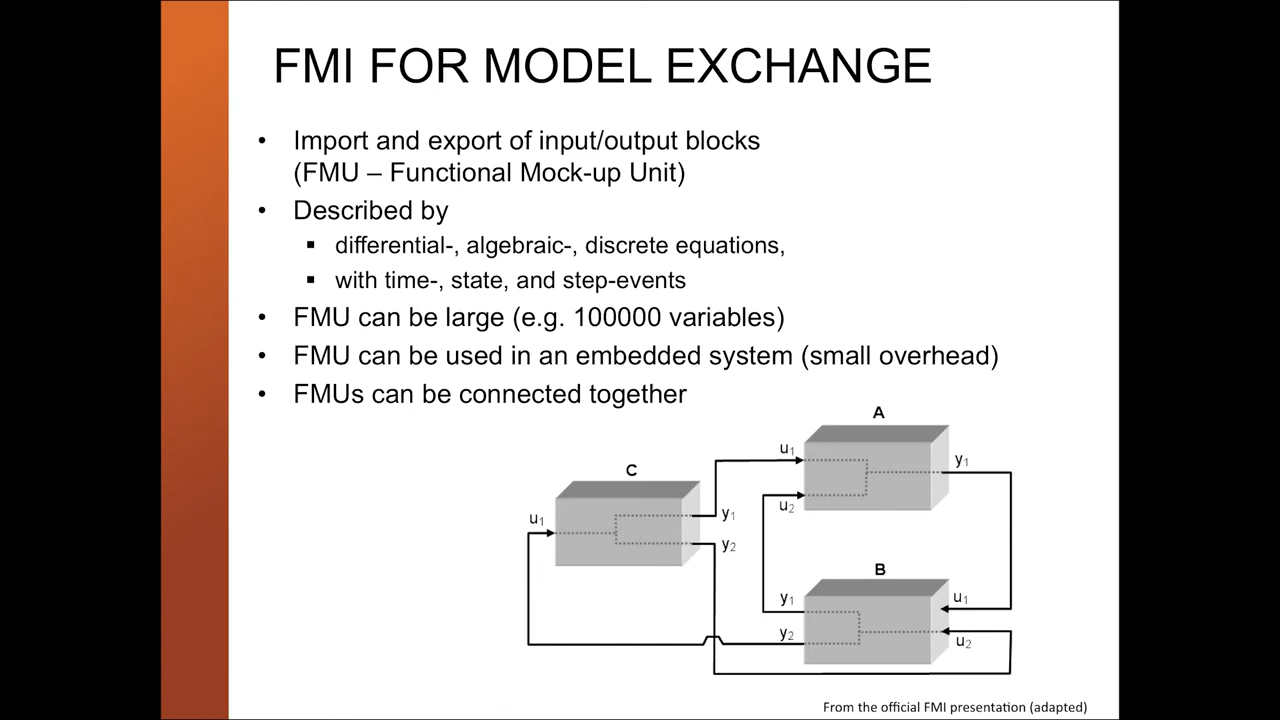 FMI FOR MODEL EXCHANGE
• Import and export of input/output blocks
(FMU – Functional Mock-up Unit)
• Described by
▪ differential-, algebraic-, discrete equations,
▪ with time-, state, and step-events
• FMU can be large (e.g. 100000 variables)
• FMU can be used in an embedded system (small overhead)
• FMUs can be connected together
A
u₁
y₁
u₂
C
u₁
y₁
y₂
B
y₁
u₁
y₂
u₂
From the official FMI presentation (adapted)